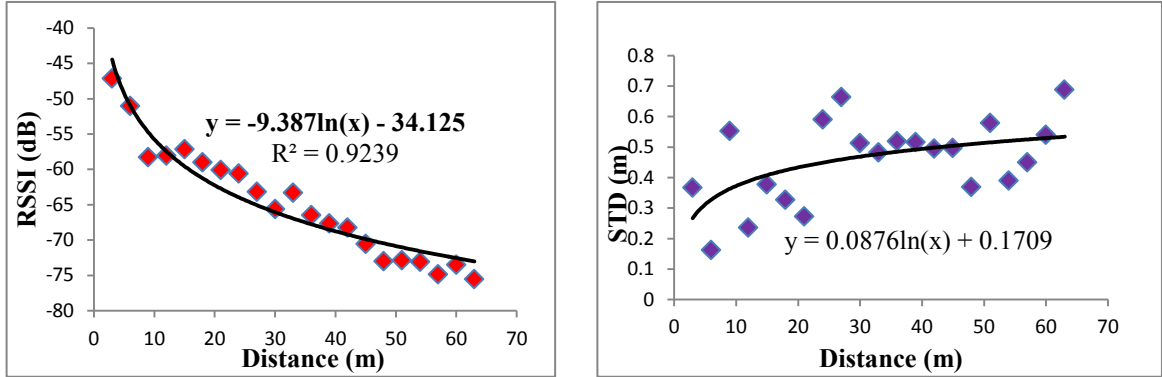 -40
-45
-50
-55
-60
-65
-70
-75
-80
RSSI (dB)
y = -9.387ln(x) - 34.125
R² = 0.9239
0 10 20 30 40 50 60 70
Distance (m)
0.8
0.7
0.6
0.5
0.4
0.3
0.2
0.1
0
STD (m)
y = 0.0876ln(x) + 0.1709
0 10 20 30 40 50 60 70
Distance (m)